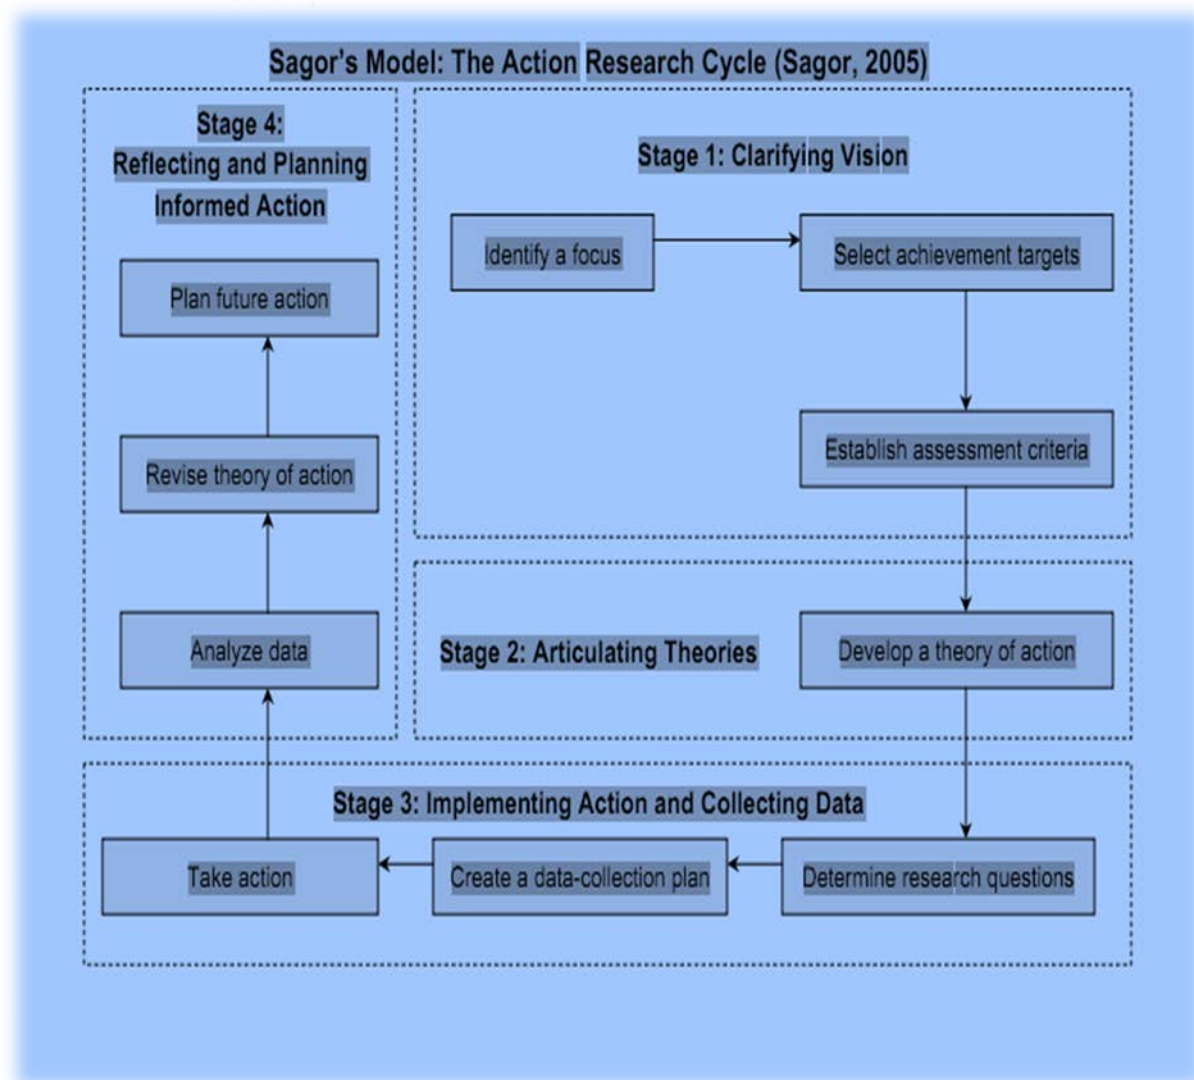 Sagor’s Model: The Action Research Cycle (Sagor, 2005)
Stage 1: Clarifying Vision
Identify a focus
Select achievement targets
Establish assessment criteria
Stage 2: Articulating Theories
Develop a theory of action
Stage 3: Implementing Action and Collecting Data
Determine research questions
Create a data-collection plan
Take action
Stage 4:
Reflecting and Planning
Informed Action
Plan future action
Revise theory of action
Analyze data